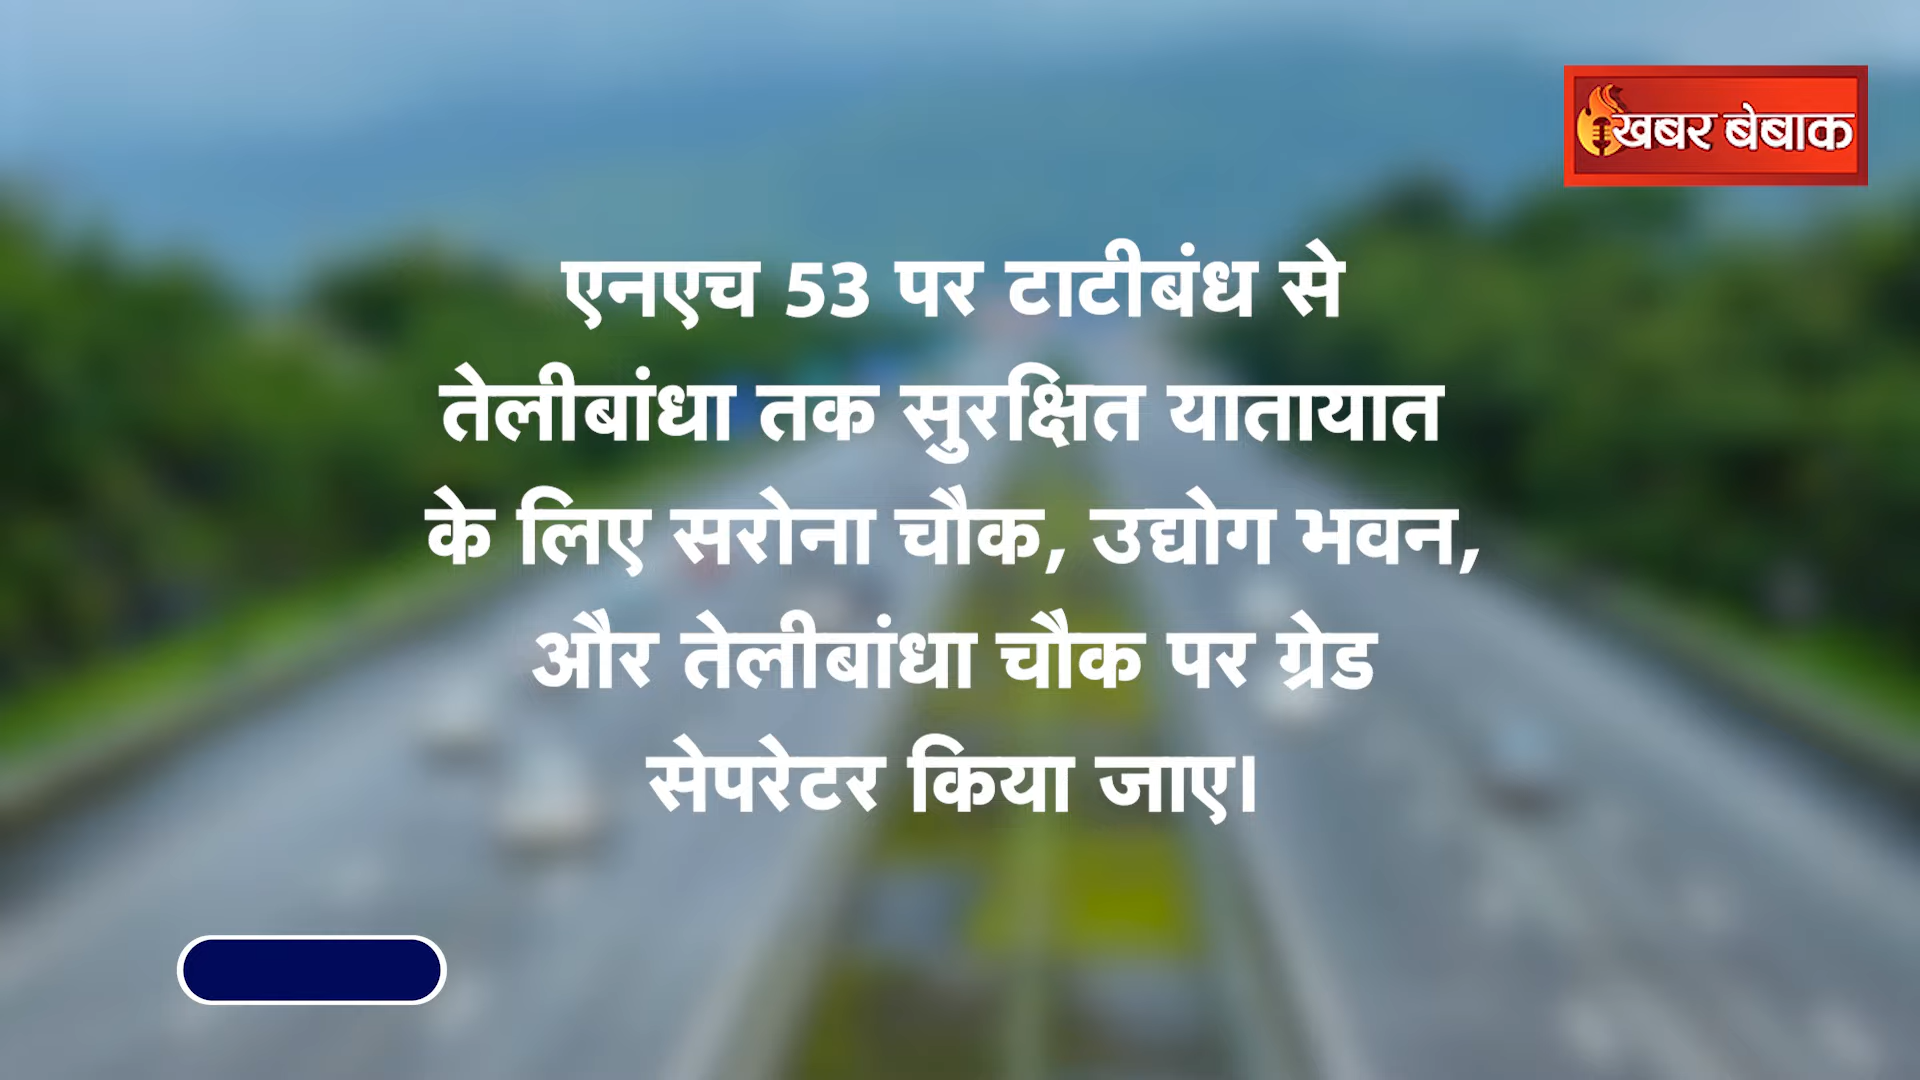 खबर बेबाक
एनएच 53 पर टाटीबंध से
तेलीबांधा तक सुरक्षित यातायात
के लिए सरोना चौक, उद्योग भवन,
और तेलीबांधा चौक पर ग्रेड
सेपरेटर किया जाए।